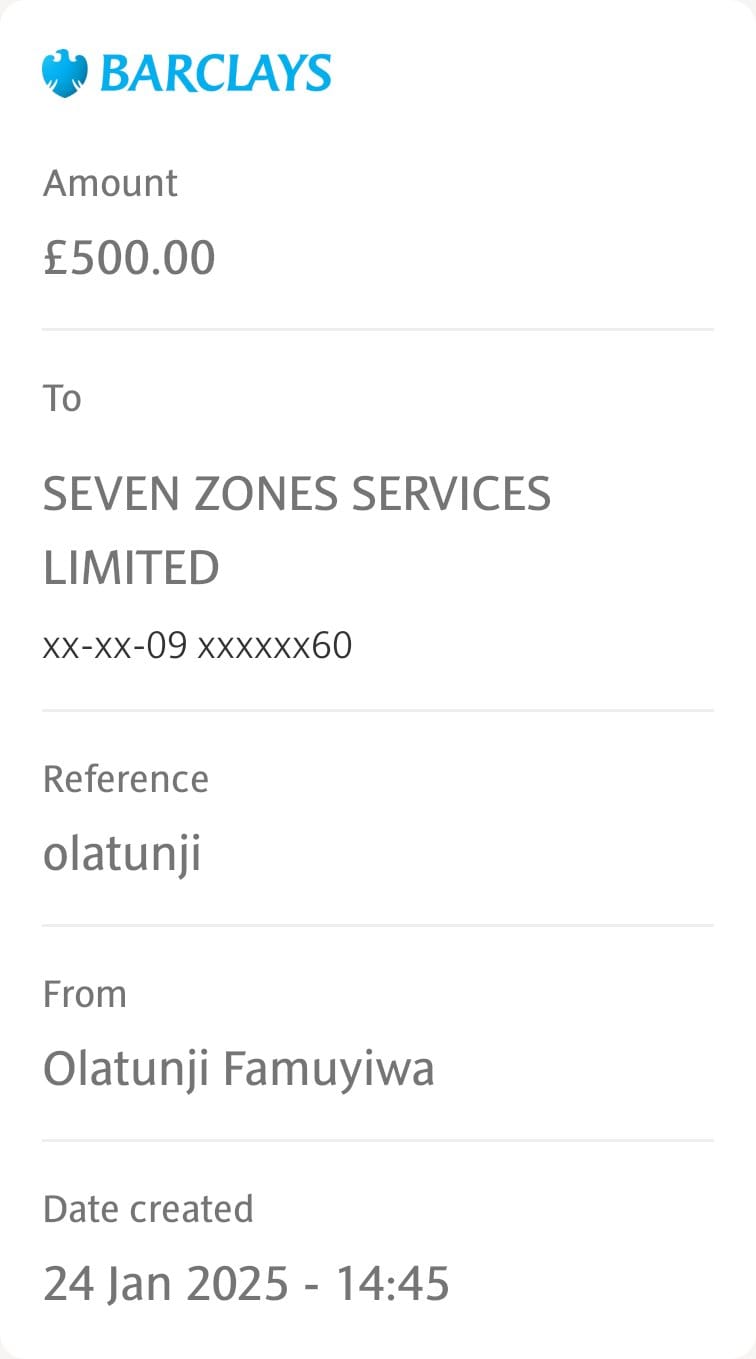 BARCLAYS
Amount
£500.00
To
SEVEN ZONES SERVICES
LIMITED
xx-xx-09 xxxxxx60
Reference
olatunji
From
Olatunji Famuyiwa
Date created
24 Jan 2025 - 14:45